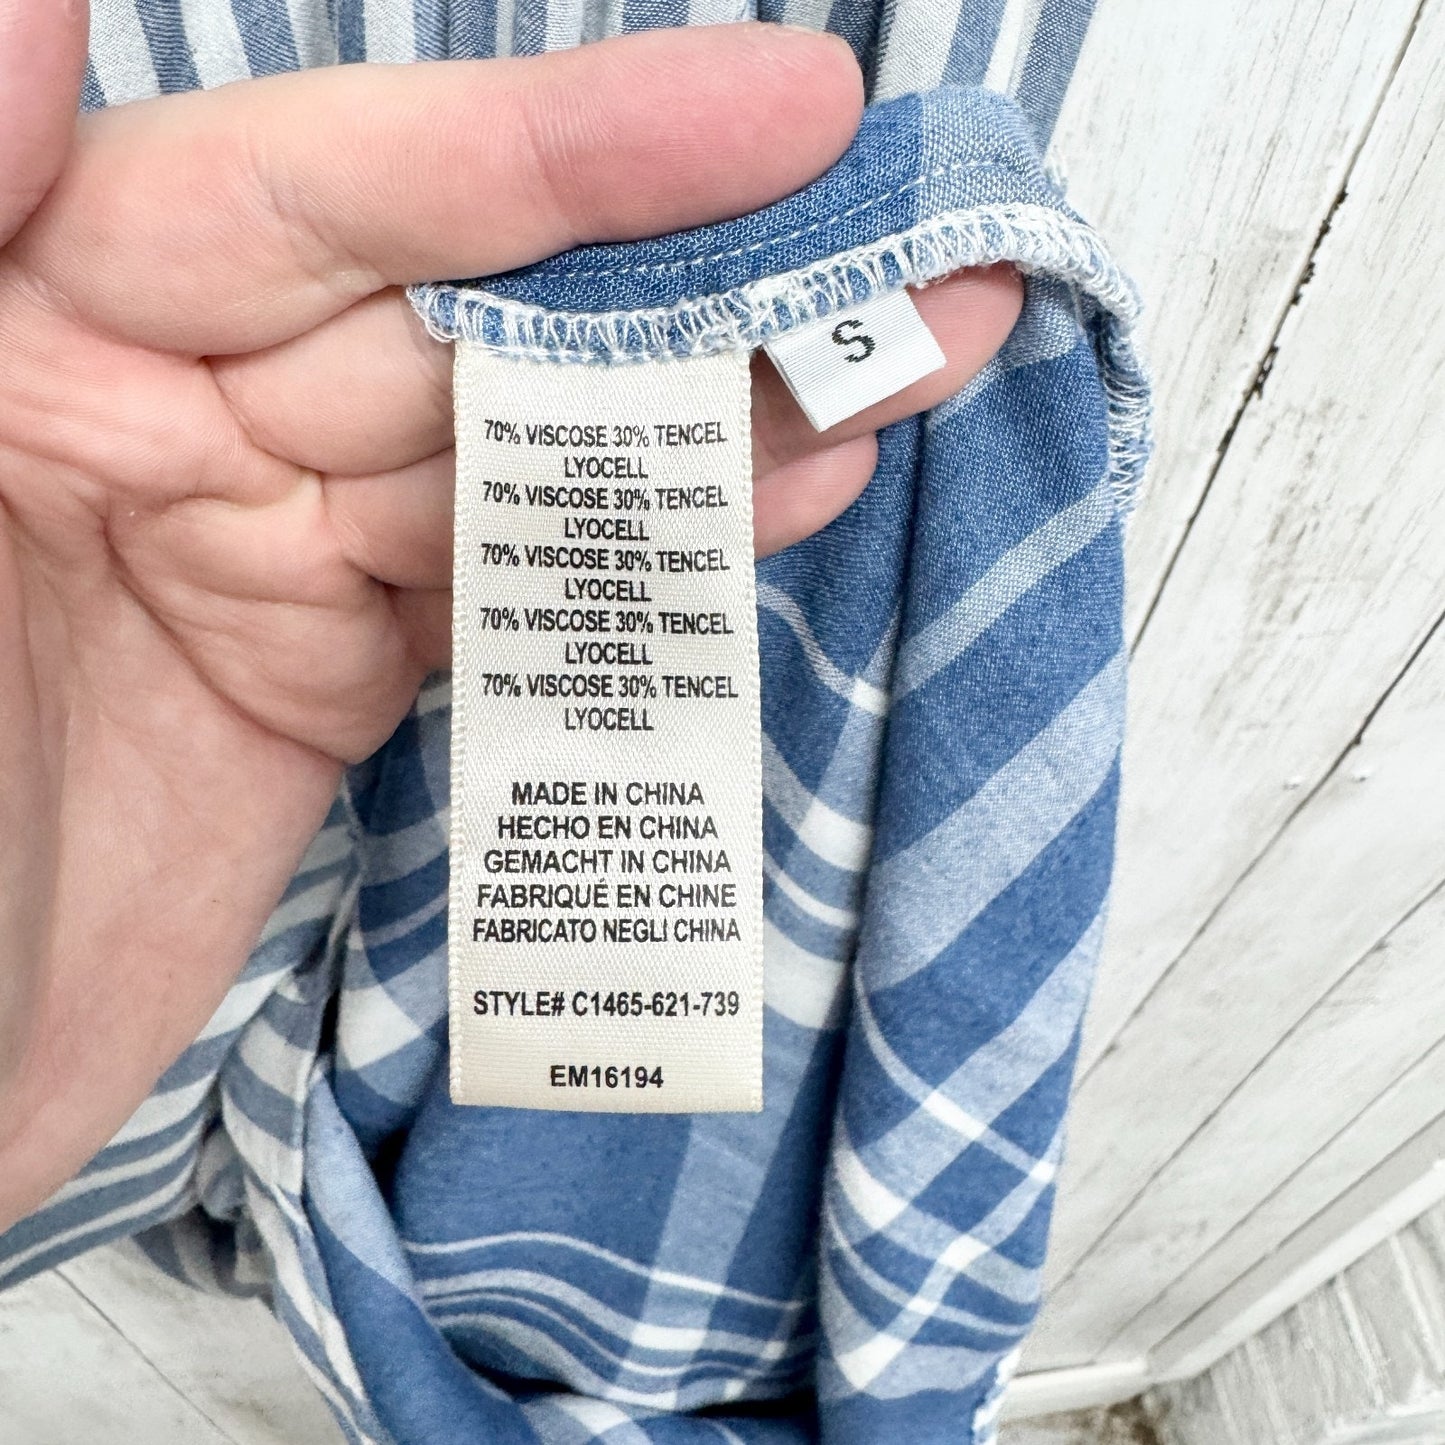 S
70% VISCOSE 30% TENCEL
LYOCELL
70% VISCOSE 30% TENCEL
LYOCELL
70% VISCOSE 30% TENCEL
LYOCELL
70% VISCOSE 30% TENCEL
LYOCELL
70% VISCOSE 30% TENCEL
LYOCELL
MADE IN CHINA
HECHO EN CHINA
GEMACHT IN CHINA
FABRIQUÉ EN CHINE
FABRICATO NEGLI CHINA
STYLE# C1465-621-739
EM16194